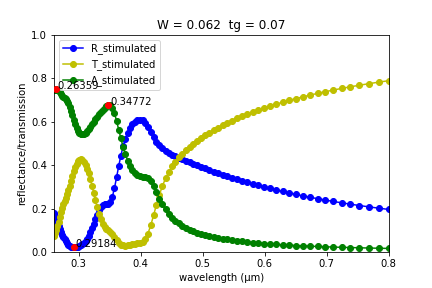 W = 0.062  tg = 0.07
reflectance/transmission
1.0
0.8
0.6
0.4
0.2
0.0
R_stimulated
T_stimulated
A_stimulated
0.26359
0.34772
0.29184
0.3
0.4
0.5
0.6
0.7
0.8
wavelength (μm)